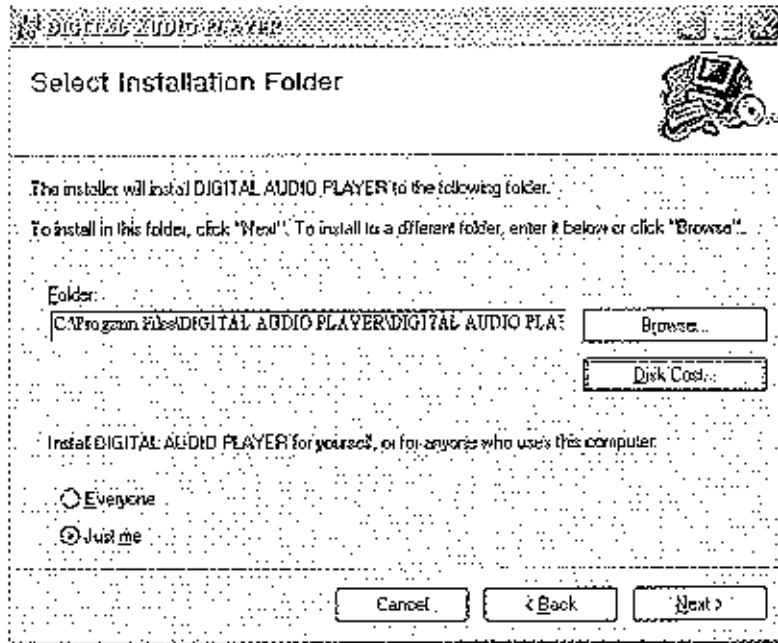 DIGITAL AUDIO PLAYER
Select Installation Folder
The installer will install DIGITAL AUDIO PLAYER to the following folder.
To install in this folder, click "Next". To install to a different folder, enter it below or click "Browse".
Folder:
C:\Program Files\DIGITAL AUDIO PLAYER\DIGITAL AUDIO PLA
Browse...
Disk Cost...
Install DIGITAL AUDIO PLAYER for yourself, or for anyone who uses this computer:
Everyone
Just me
Cancel
< Back
Next >